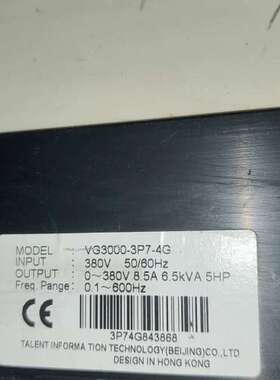 MODEL : VG3000-3P7-4G
INPUT : 380V 50/60Hz
OUTPUT : 0~380V 8.5A 6.5kVA 5HP
Freq. Range: 0.1~600Hz
CE
3P74G843868
TALENT INFORMA TION TECHNOLOGY(BEIJING)CO.,LTD
DESIGN IN HONG KONG